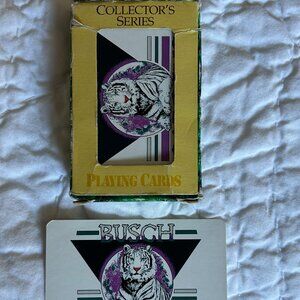 COLLECTOR'S
SERIES
PLAYING CARDS
BUSCH